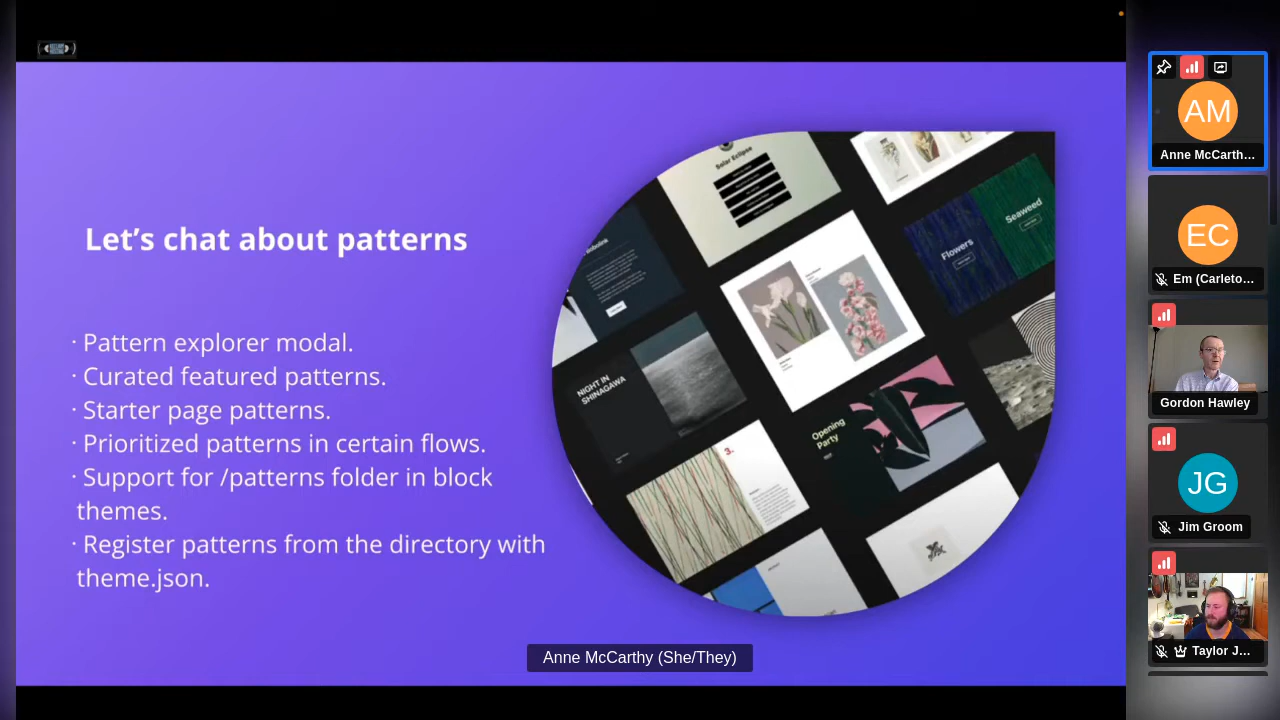 Let's chat about patterns
· Pattern explorer modal.
· Curated featured patterns.
· Starter page patterns.
· Prioritized patterns in certain flows.
· Support for /patterns folder in block
themes.
· Register patterns from the directory with
theme.json.
Solar Eclipse
Flowers
Seaweed
NIGHT IN
SHINAGAWA
Opening
Party
3.
Anne McCarthy (She/They)
AM
Anne McCarth...
EC
Em (Carleto...
Gordon Hawley
JG
Jim Groom
Taylor J...